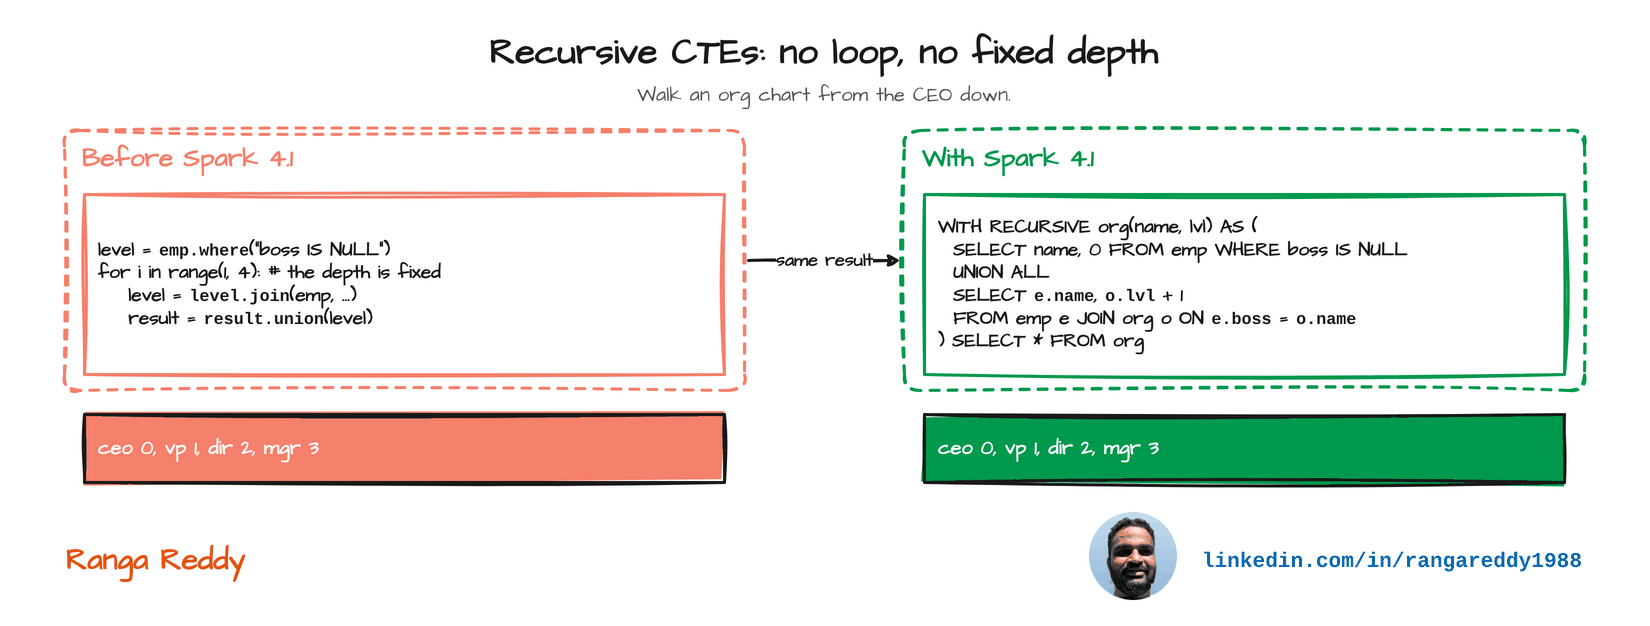 Recursive CTEs: no loop, no fixed depth
Walk an org chart from the CEO down.
Before Spark 4.1
level = emp.where("boss IS NULL")
for i in range(1, 4): # the depth is fixed
level = level.join(emp, …)
result = result.union(level)
same result
With Spark 4.1
WITH RECURSIVE org(name, lvl) AS (
SELECT name, 0 FROM emp WHERE boss IS NULL
UNION ALL
SELECT e.name, o.lvl + 1
FROM emp e JOIN org o ON e.boss = o.name
) SELECT * FROM org
ceo 0, vp 1, dir 2, mgr 3
ceo 0, vp 1, dir 2, mgr 3
Ranga Reddy
linkedin.com/in/rangareddy1988